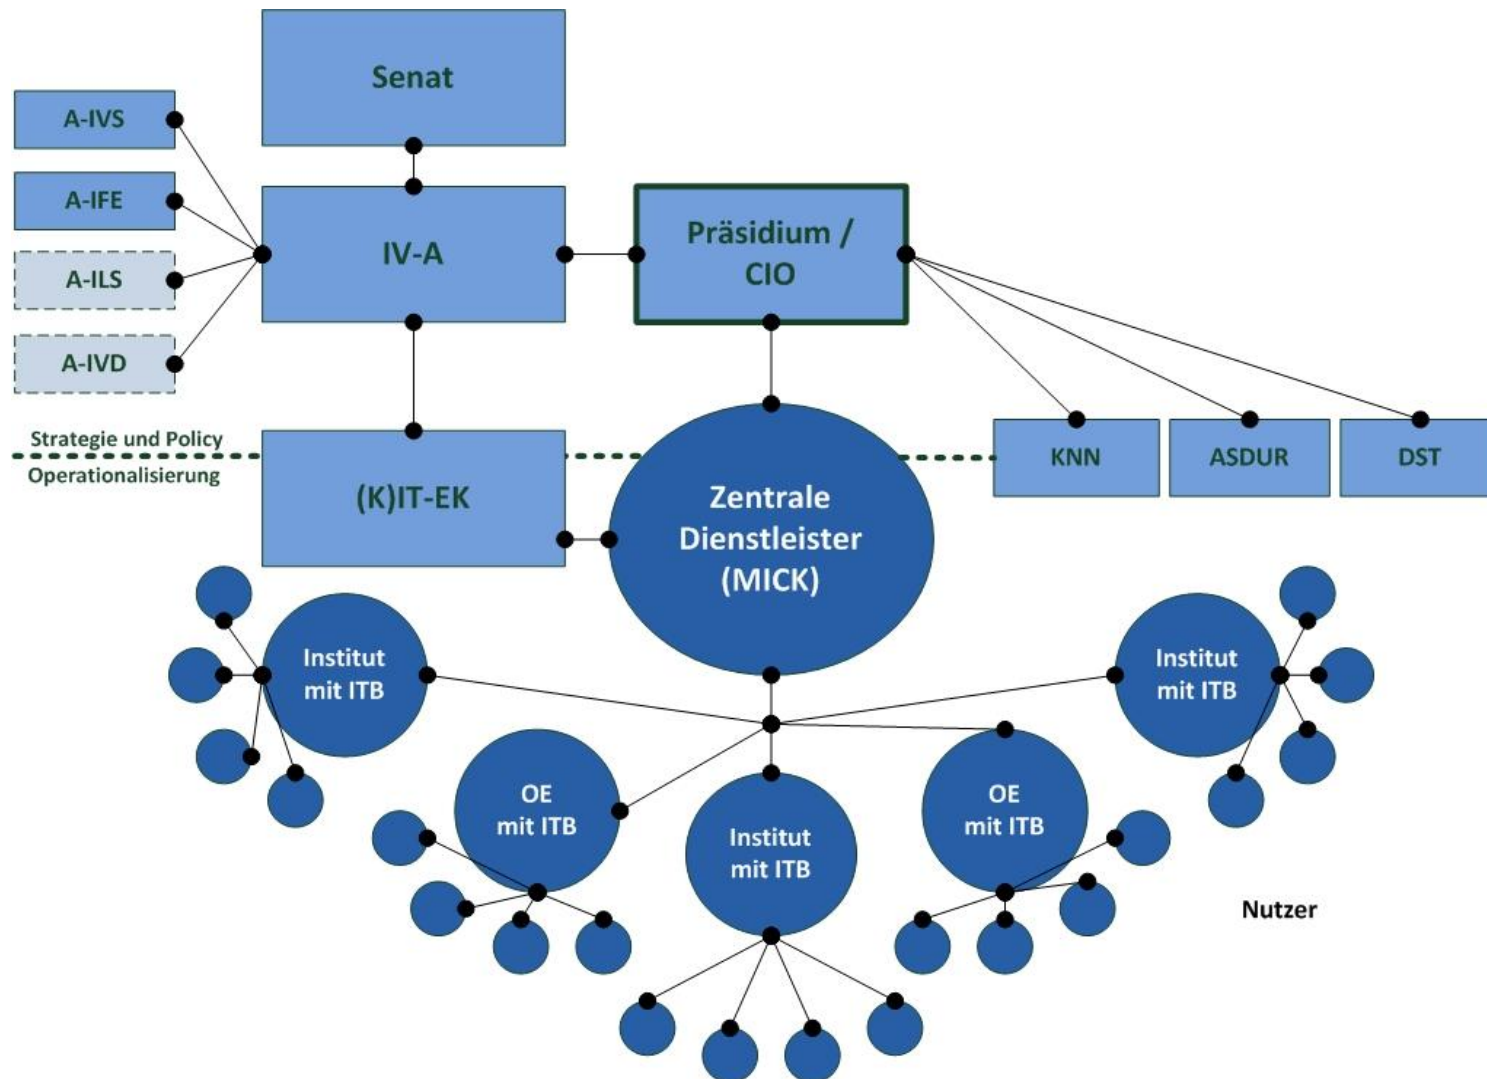 Senat
A-IVS
A-IFE
A-ILS
A-IVD
IV-A
Präsidium /
CIO
Strategie und Policy
Operationalisierung
(K)IT-EK
Zentrale
Dienstleister
(MICK)
KNN
ASDUR
DST
Institut
mit ITB
OE
mit ITB
Institut
mit ITB
OE
mit ITB
Institut
mit ITB
Nutzer